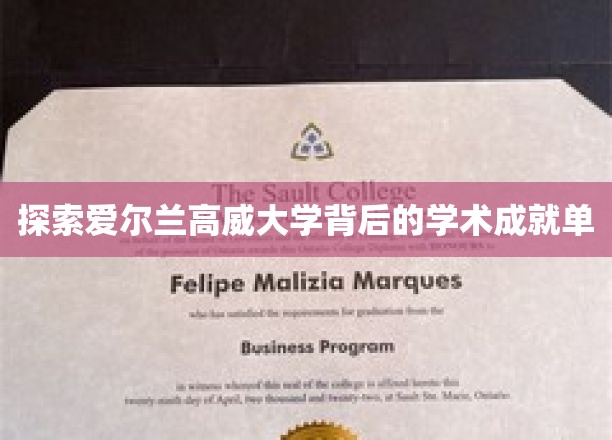 The Sault College
探索爱尔兰高威大学背后的学术成就单
of the province of Ontario awards this Ontario College Diploma with HONOURS to
Felipe Malizia Marques
who has satisfied the requirements for graduation from the
Business Program
in witness whereof this seal of the college is affixed hereto this
twenty-ninth day of April, two thousand and twenty-two, at Sault Ste. Marie, Ontario.